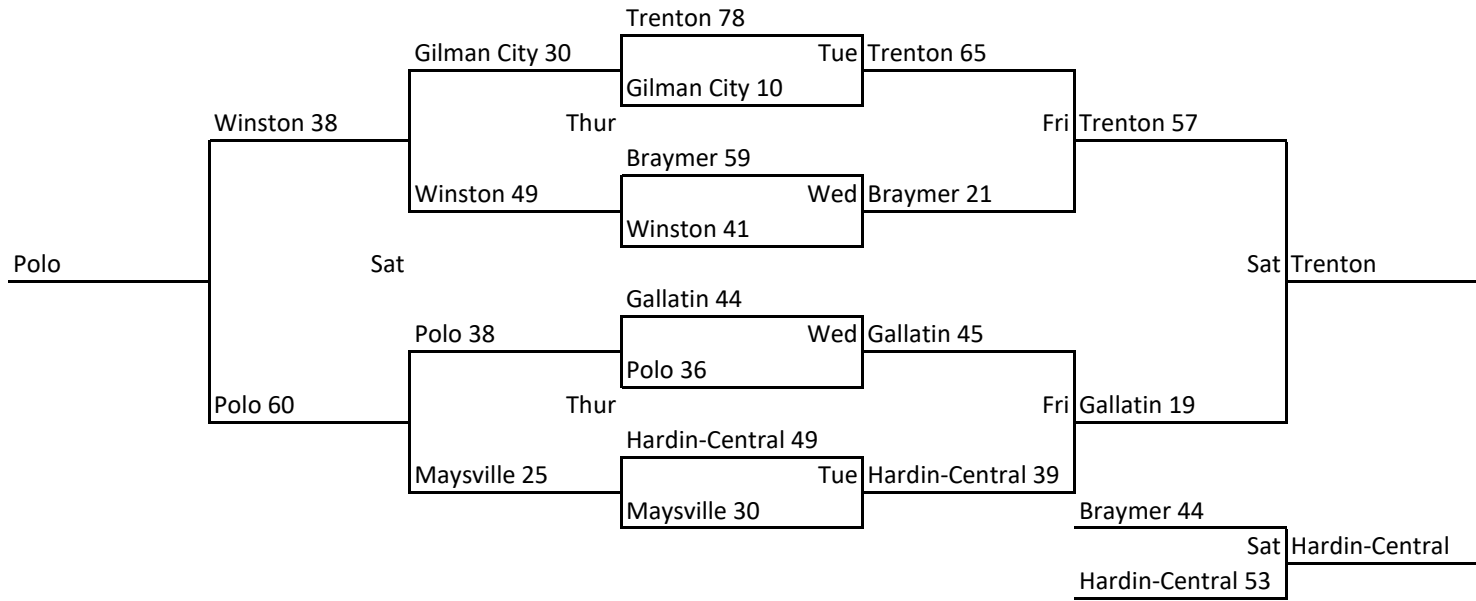 Trenton 78
Gilman City 30
Tue
Trenton 65
Gilman City 10
Winston 38
Thur
Fri
Trenton 57
Braymer 59
Winston 49
Wed
Braymer 21
Winston 41
Polo
Sat
Sat
Trenton
Gallatin 44
Polo 38
Wed
Gallatin 45
Polo 36
Polo 60
Thur
Fri
Gallatin 19
Hardin-Central 49
Maysville 25
Tue
Hardin-Central 39
Maysville 30
Braymer 44
Sat
Hardin-Central
Hardin-Central 53